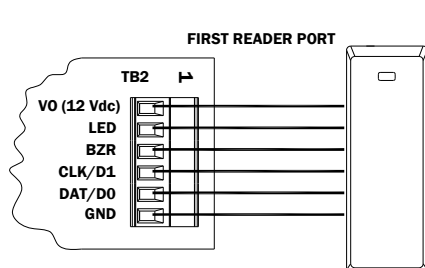 FIRST READER PORT
TB2 1
VO (12 Vdc)
LED
BZR
CLK/D1
DAT/D0
GND